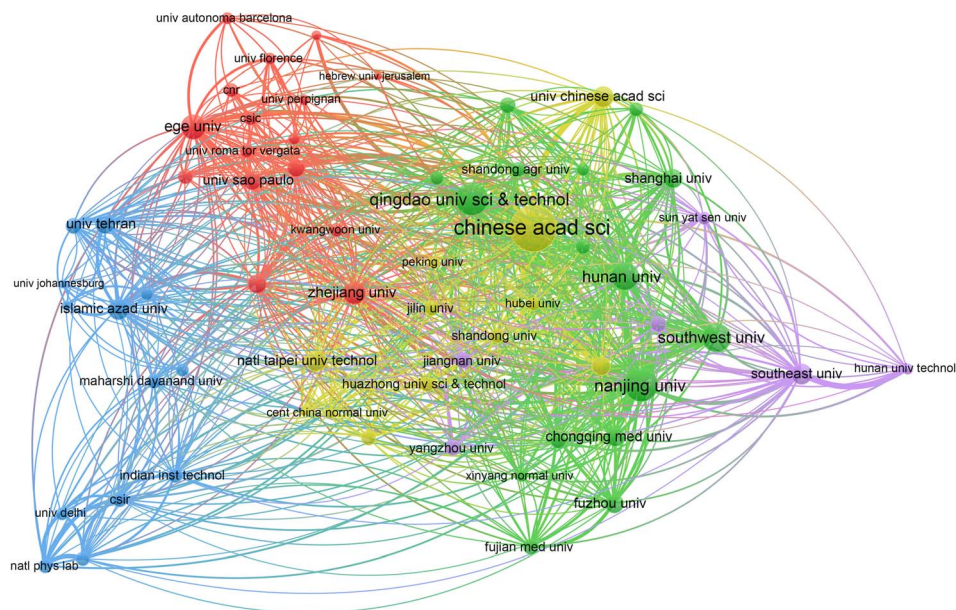 univ autonoma barcelona
univ florence
hebrew univ jerusalem
cnr
univ perpignan
univ chinese acad sci
csic
ege univ
univ roma tor vergata
shandong agr univ
univ sao paulo
shanghai univ
qingdao univ sci & technol
sun yat sen univ
univ tehran
chinese acad sci
kwangwoon univ
peking univ
hunan univ
univ johannesburg
zhejiang univ
islamic azad univ
jilin univ
hubei univ
shandong univ
southwest univ
natl taipei univ technol
jiangnan univ
hunan univ technol
southeast univ
maharshi dayanand univ
huazhong univ sci & technol
nanjing univ
cent china normal univ
chongqing med univ
yangzhou univ
indian inst technol
xinyang normal univ
csir
fuzhou univ
univ delhi
fujian med univ
natl phys lab